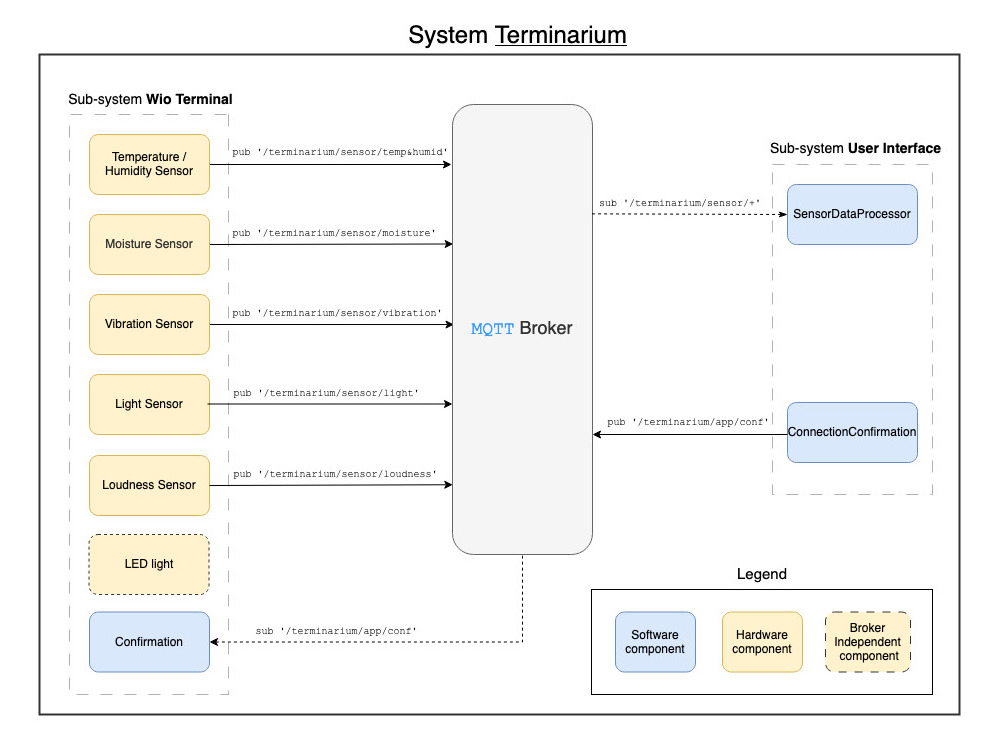 System Terminarium
Sub-system Wio Terminal
Temperature /
Humidity Sensor
pub '/terminarium/sensor/temp&humid'
Moisture Sensor
pub '/terminarium/sensor/moisture'
Vibration Sensor
pub '/terminarium/sensor/vibration'
Light Sensor
pub '/terminarium/sensor/light'
Loudness Sensor
pub '/terminarium/sensor/loudness'
LED light
Confirmation
sub '/terminarium/app/conf'
MQTT Broker
Sub-system User Interface
sub '/terminarium/sensor/+'
SensorDataProcessor
pub '/terminarium/app/conf'
ConnectionConfirmation
Legend
Software
component
Hardware
component
Broker
Independent
component